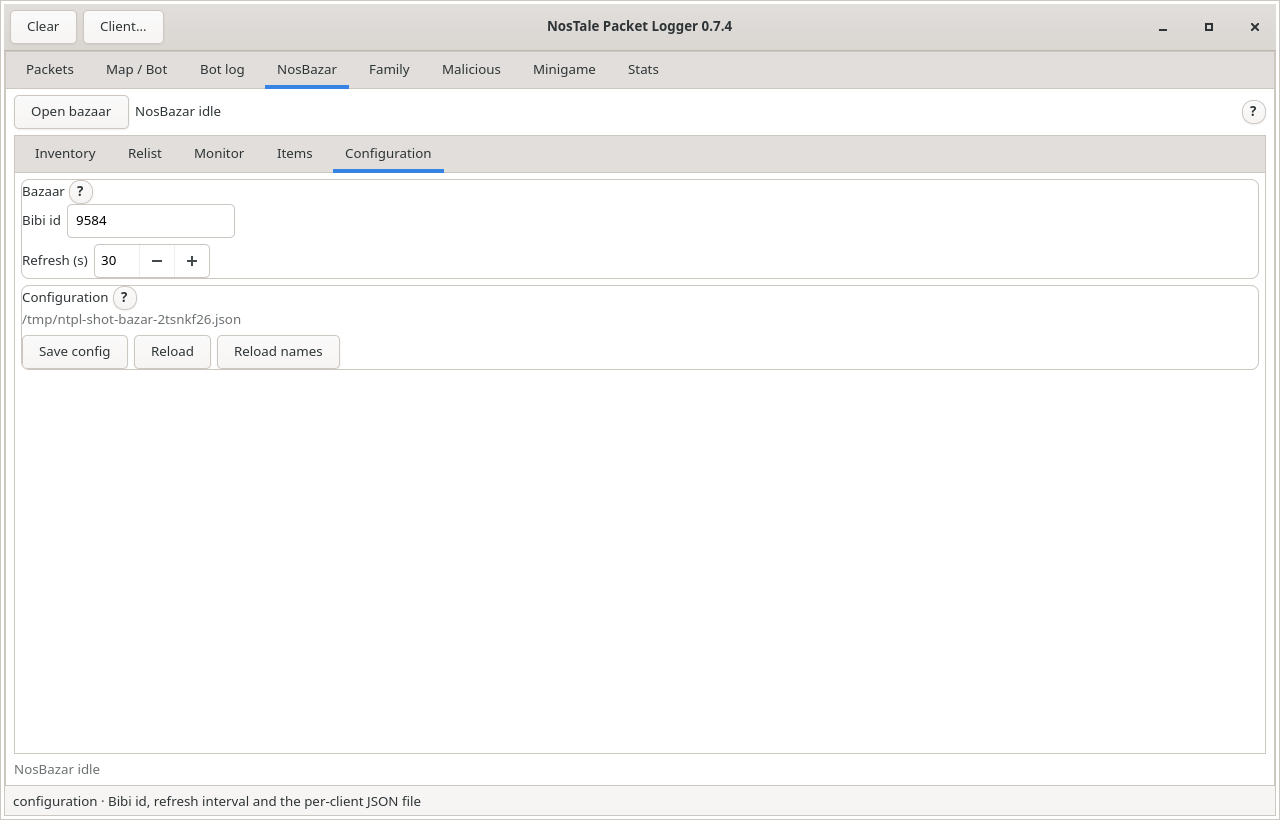 Clear Client... NosTale Packet Logger 0.7.4
Packets Map / Bot Bot log NosBazar Family Malicious Minigame Stats
Open bazaar NosBazar idle ?
Inventory Relist Monitor Items Configuration
Bazaar ?
Bibi id 9584
Refresh (s) 30
Configuration ?
/tmp/ntpl-shot-bazar-2tsnkf26.json
Save config Reload Reload names
NosBazar idle
configuration · Bibi id, refresh interval and the per-client JSON file